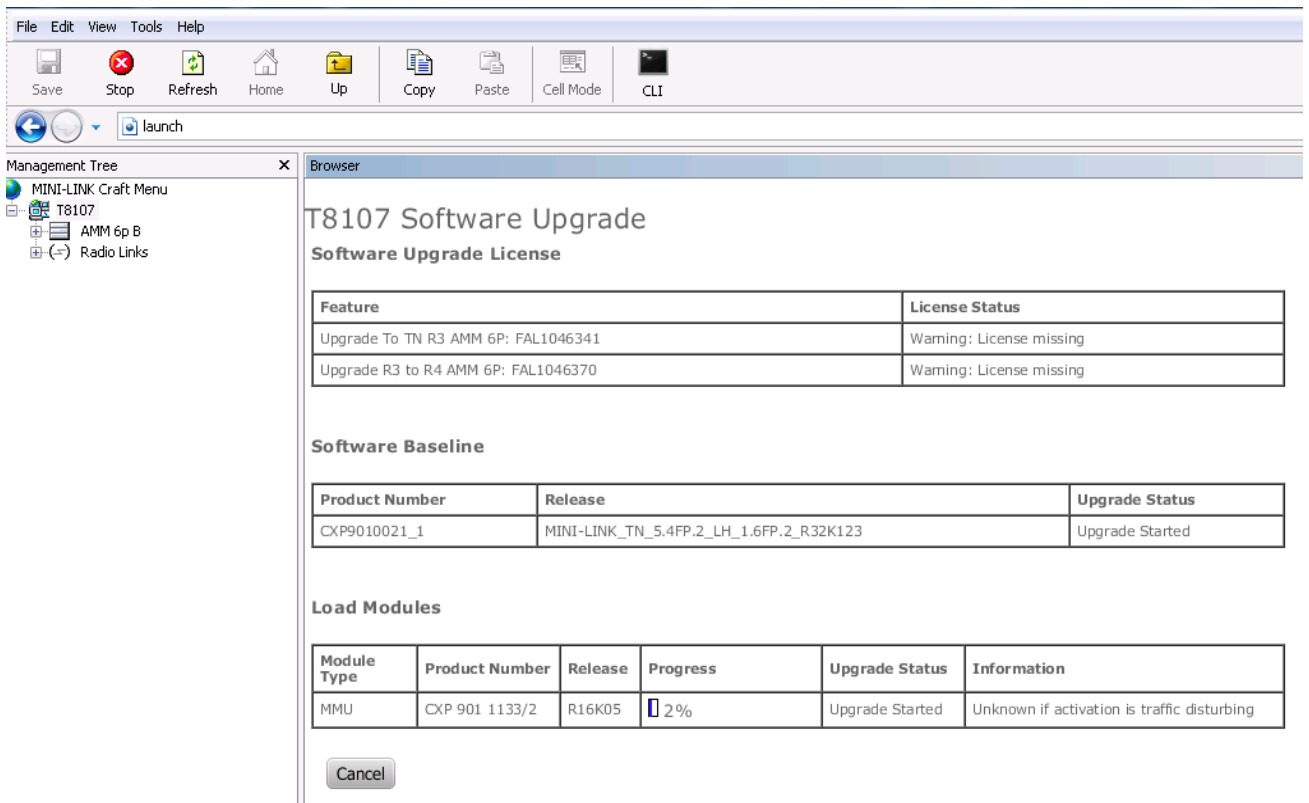 File Edit View Tools Help
Save Stop Refresh Home Up Copy Paste Cell Mode CLI
launch
Management Tree X
MINI-LINK Craft Menu
T8107
AMM 6p B
Radio Links
Browser
T8107 Software Upgrade
Software Upgrade License
Feature License Status
Upgrade To TN R3 AMM 6P: FAL1046341 Warning: License missing
Upgrade R3 to R4 AMM 6P: FAL1046370 Warning: License missing
Software Baseline
Product Number Release Upgrade Status
CXP9010021_1 MINI-LINK_TN_5.4FP.2_LH_1.6FP.2_R32K123 Upgrade Started
Load Modules
Module Type Product Number Release Progress Upgrade Status Information
MMU CXP 901 1133/2 R16K05 2% Upgrade Started Unknown if activation is traffic disturbing
Cancel